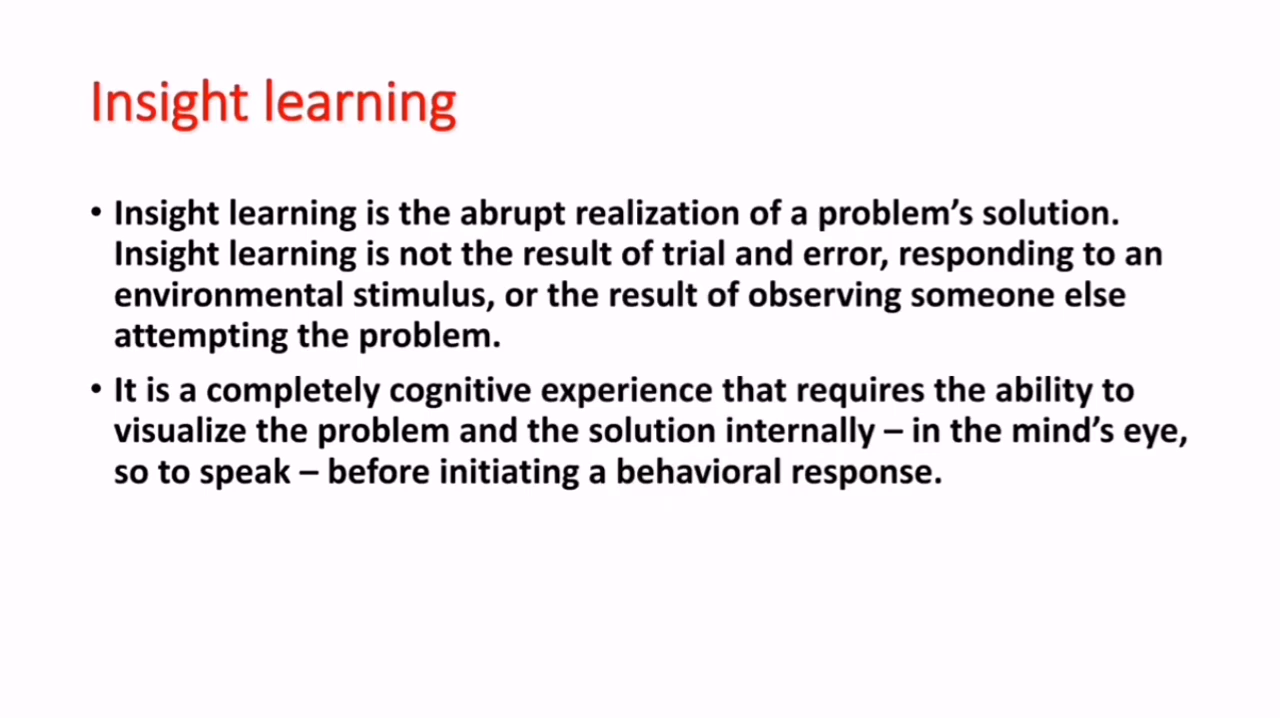 Insight learning
• Insight learning is the abrupt realization of a problem’s solution.
Insight learning is not the result of trial and error, responding to an
environmental stimulus, or the result of observing someone else
attempting the problem.
• It is a completely cognitive experience that requires the ability to
visualize the problem and the solution internally – in the mind’s eye,
so to speak – before initiating a behavioral response.